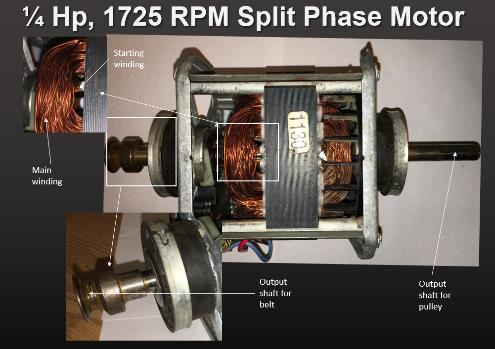 ¼ Hp, 1725 RPM Split Phase Motor
Starting
winding
Main
winding
1130
Output
shaft for
belt
Output
shaft for
pulley